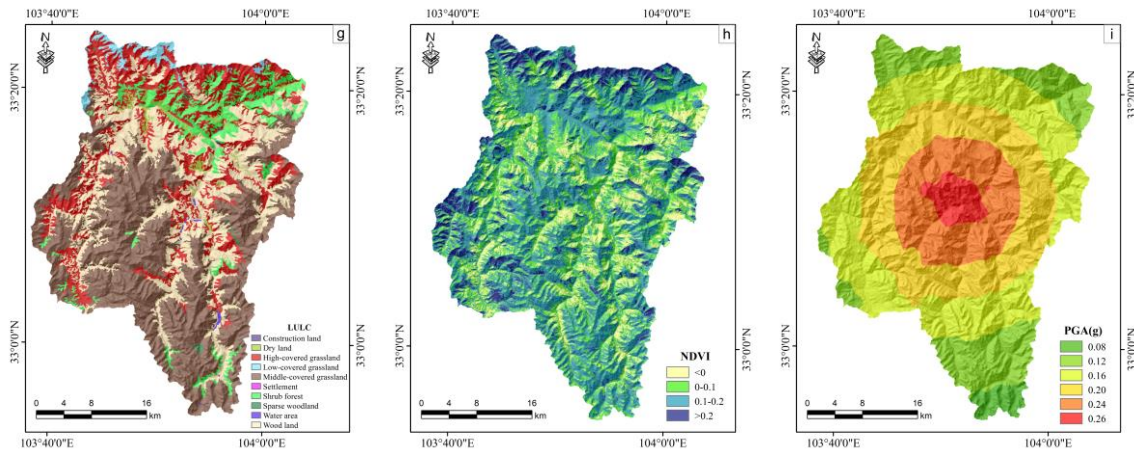 103°40'0"E
104°0'0"E
N
g
33°20'0"N
33°0'0"N
LULC
Construction land
Dry land
High-covered grassland
Low-covered grassland
Middle-covered grassland
Settlement
Shrub forest
Sparse woodland
Water area
Wood land
0 4 8 16
km
103°40'0"E
104°0'0"E
103°40'0"E
104°0'0"E
N
h
33°20'0"N
33°20'0"N
33°0'0"N
33°0'0"N
NDVI
<0
0-0.1
0.1-0.2
>0.2
0 4 8 16
km
103°40'0"E
104°0'0"E
103°40'0"E
104°0'0"E
N
i
33°20'0"N
33°0'0"N
PGA(g)
0.08
0.12
0.16
0.20
0.24
0.26
0 4 8 16
km
103°40'0"E
104°0'0"E